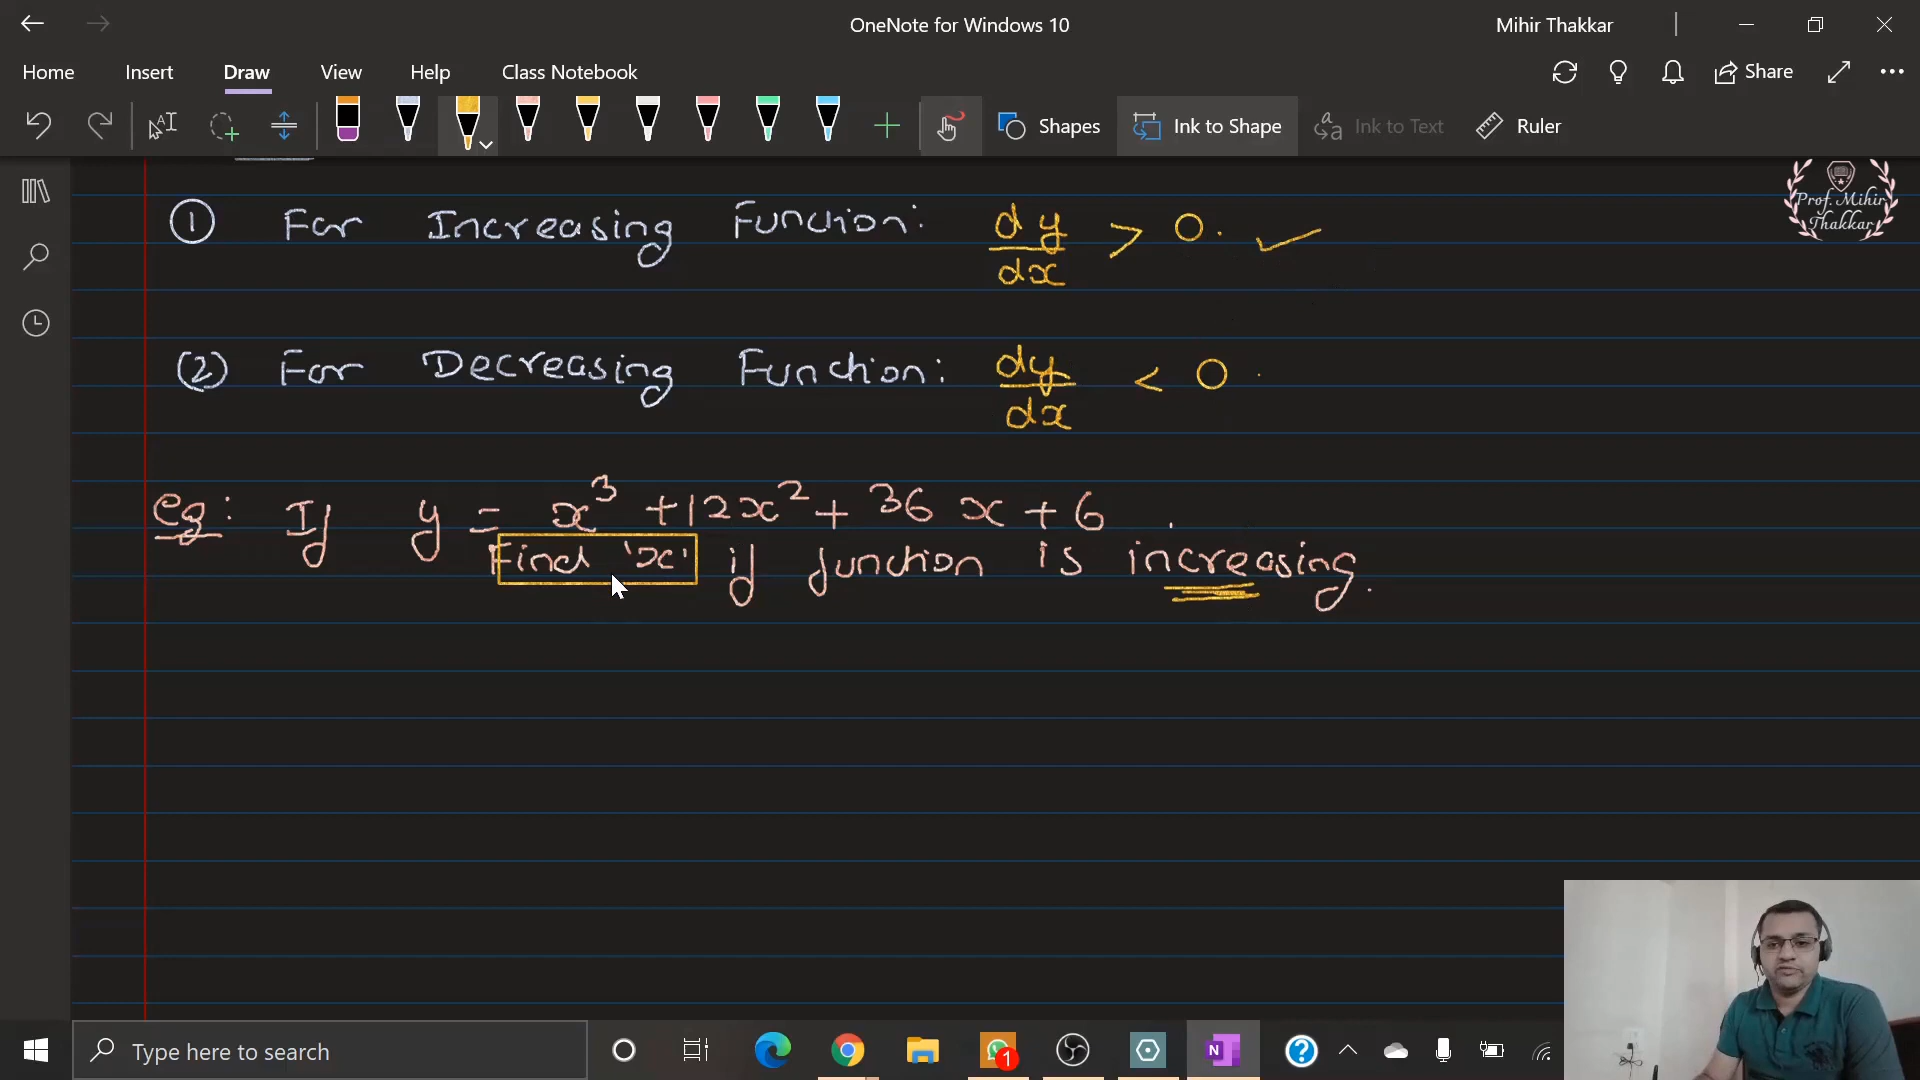 OneNote for Windows 10
Mihir Thakkar
Home Insert Draw View Help Class Notebook
Share
Shapes Ink to Shape Ink to Text Ruler
Prof. Mihir
Thakkar
① For Increasing Function: dy/dx > 0. ✓
(2) For Decreasing Function: dy/dx < 0.
eg: If y = x³ + 12x² + 36x + 6.
Find 'x' if function is increasing.
Type here to search
1
N
?